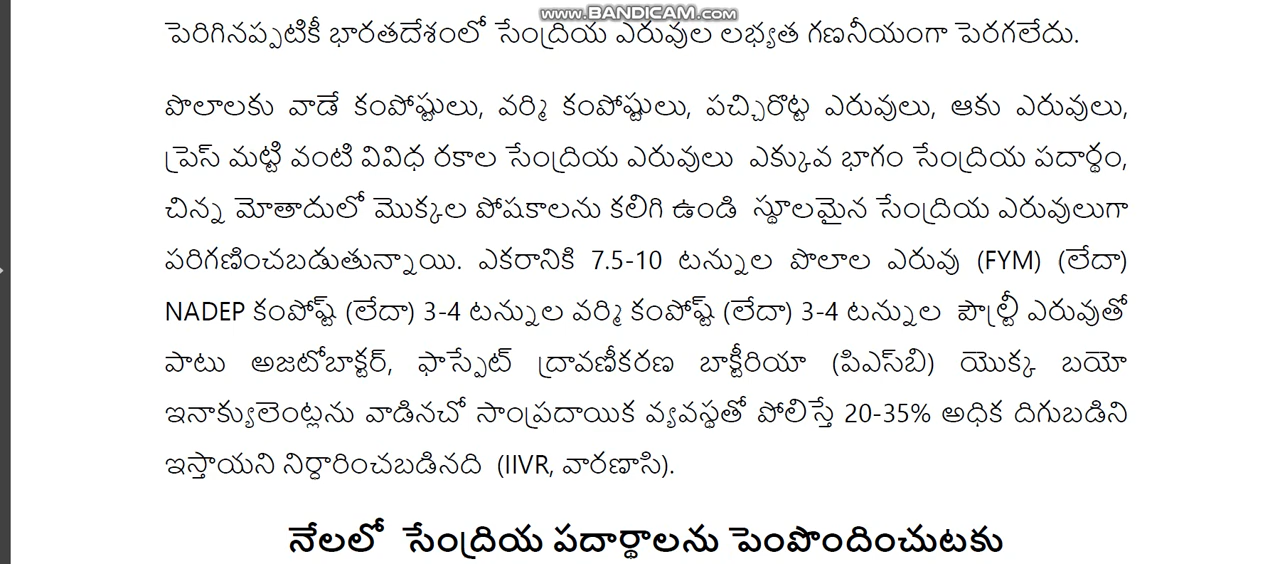 www.BANDICAM.com
పెరిగినప్పటికీ భారతదేశంలో సేంద్రియ ఎరువుల లభ్యత గణనీయంగా పెరగలేదు.
పొలాలకు వాడే కంపోష్టులు, వర్మి కంపోష్టులు, పచ్చిరొట్ట ఎరువులు, ఆకు ఎరువులు,
ప్రెస్ మట్టి వంటి వివిధ రకాల సేంద్రియ ఎరువులు ఎక్కువ భాగం సేంద్రియ పదార్థం,
చిన్న మోతాదులో మొక్కల పోషకాలను కలిగి ఉండి స్థూలమైన సేంద్రియ ఎరువులుగా
పరిగణించబడుతున్నాయి. ఎకరానికి 7.5-10 టన్నుల పొలాల ఎరువు (FYM) (లేదా)
NADEP కంపోష్ట్ (లేదా) 3-4 టన్నుల వర్మి కంపోష్ట్ (లేదా) 3-4 టన్నుల పౌల్ట్రీ ఎరువుతో
పాటు అజటోబాక్టర్, ఫాస్పేట్ ద్రావణీకరణ బాక్టీరియా (పిఎస్‌బి) యొక్క బయో
ఇనాక్యులెంట్లను వాడినచో సాంప్రదాయిక వ్యవస్థతో పోలిస్తే 20-35% అధిక దిగుబడిని
ఇస్తాయని నిర్ధారించబడినది (IIVR, వారణాసి).
నేలలో సేంద్రియ పదార్థాలను పెంపొందించుటకు